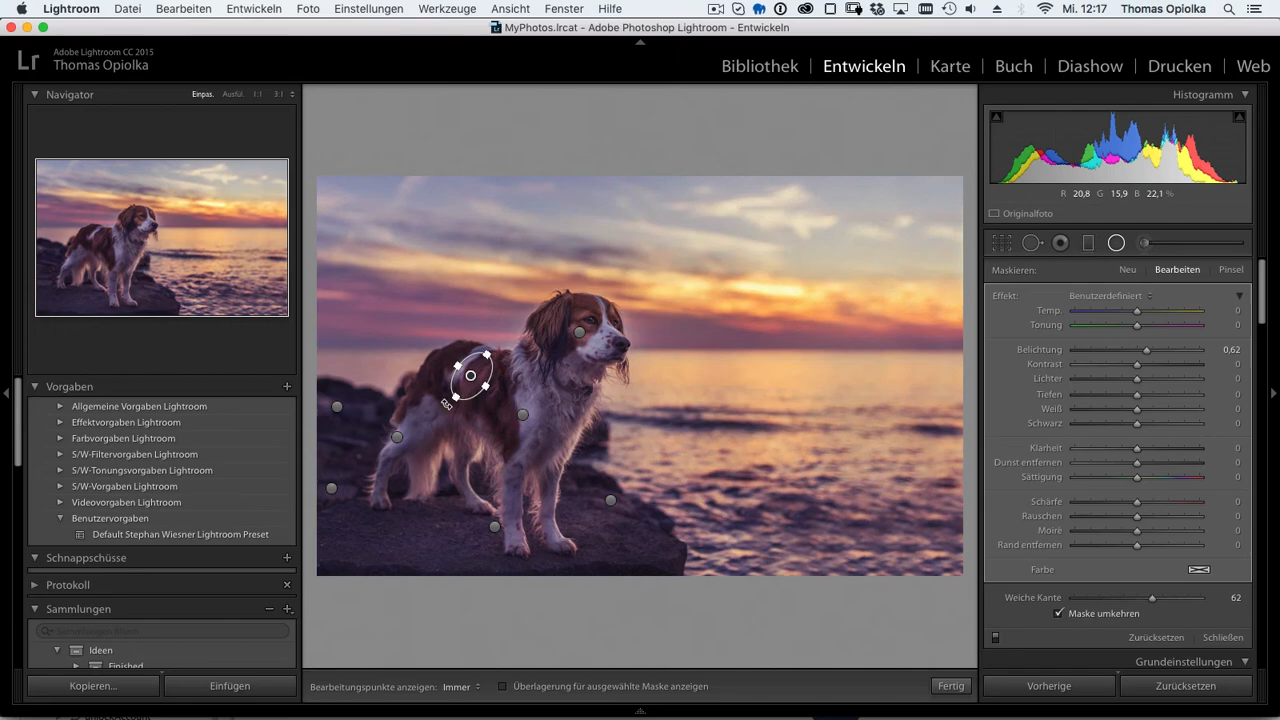 Lightroom Datei Bearbeiten Entwickeln Foto Einstellungen Werkzeuge Ansicht Fenster Hilfe Mi. 12:17 Thomas Opiolka
MyPhotos.lrcat - Adobe Photoshop Lightroom - Entwickeln
Lr Adobe Lightroom CC 2015
Thomas Opiolka
Bibliothek | Entwickeln | Karte | Buch | Diashow | Drucken | Web
Navigator Einpas. Ausfül. 1:1 3:1
Histogramm
R 20,8 G 15,9 B 22,1 %
Originalfoto
Maskieren: Neu Bearbeiten Pinsel
Effekt: Benutzerdefiniert
Temp. 0
Tonung 0
Belichtung 0,62
Kontrast 0
Lichter 0
Tiefen 0
Weiß 0
Schwarz 0
Klarheit 0
Dunst entfernen 0
Sättigung 0
Schärfe 0
Rauschen 0
Moiré 0
Rand entfernen 0
Farbe
Weiche Kante 62
Maske umkehren
Zurücksetzen Schließen
Grundeinstellungen
Vorherige Zurücksetzen
Vorgaben
Allgemeine Vorgaben Lightroom
Effektvorgaben Lightroom
Farbvorgaben Lightroom
S/W-Filtervorgaben Lightroom
S/W-Tonungsvorgaben Lightroom
S/W-Vorgaben Lightroom
Videovorgaben Lightroom
Benutzervorgaben
Default Stephan Wiesner Lightroom Preset
Schnappschüsse
Protokoll
Sammlungen
Ideen
Finished
Kopieren... Einfügen
Bearbeitungspunkte anzeigen: Immer Überlagerung für ausgewählte Maske anzeigen Fertig